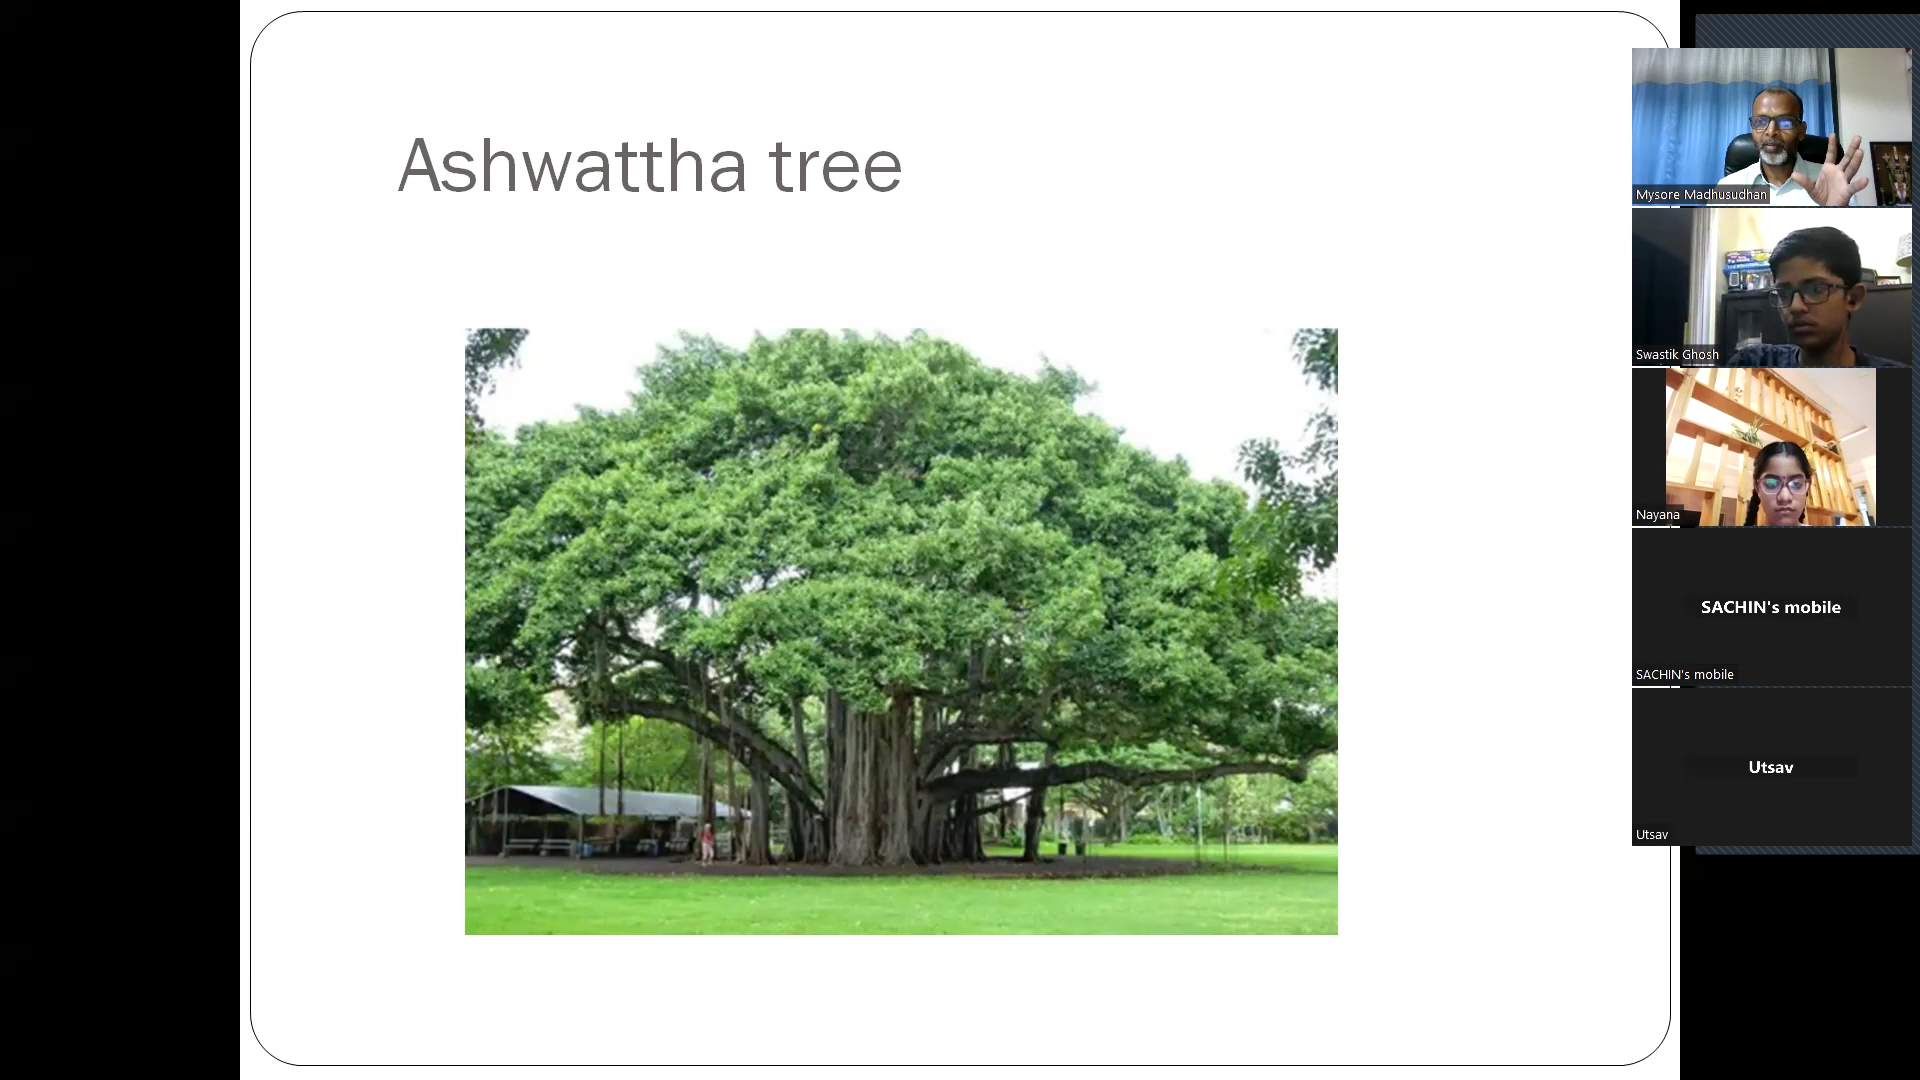 Ashwattha tree
Mysore Madhusudhan
Swastik Ghosh
Nayana
SACHIN's mobile
SACHIN's mobile
Utsav
Utsav